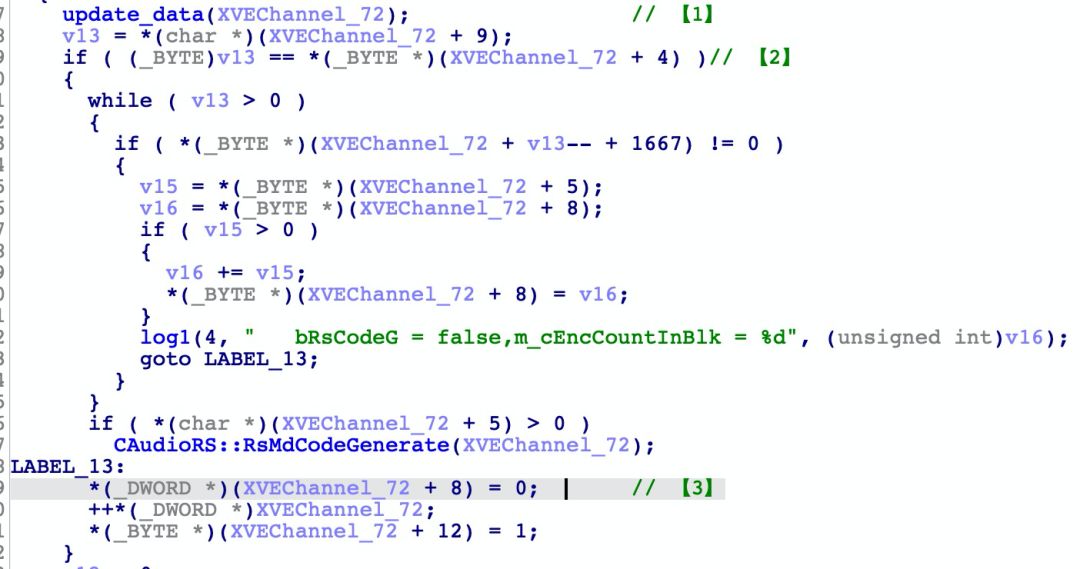 update_data(XVEChannel_72); // 【1】
v13 = *(char *)(XVEChannel_72 + 9);
if ( (_BYTE)v13 == *(_BYTE *)(XVEChannel_72 + 4) )// 【2】
{
while ( v13 > 0 )
{
if ( *(_BYTE *)(XVEChannel_72 + v13-- + 1667) != 0 )
{
v15 = *(_BYTE *)(XVEChannel_72 + 5);
v16 = *(_BYTE *)(XVEChannel_72 + 8);
if ( v15 > 0 )
{
v16 += v15;
*(_BYTE *)(XVEChannel_72 + 8) = v16;
}
log1(4, "   bRsCodeG = false,m_cEncCountInBlk = %d", (unsigned int)v16);
goto LABEL_13;
}
}
if ( *(char *)(XVEChannel_72 + 5) > 0 )
CAudioRS::RsMdCodeGenerate(XVEChannel_72);
LABEL_13:
*(_DWORD *)(XVEChannel_72 + 8) = 0; // 【3】
++*(_DWORD *)XVEChannel_72;
*(_BYTE *)(XVEChannel_72 + 12) = 1;
}